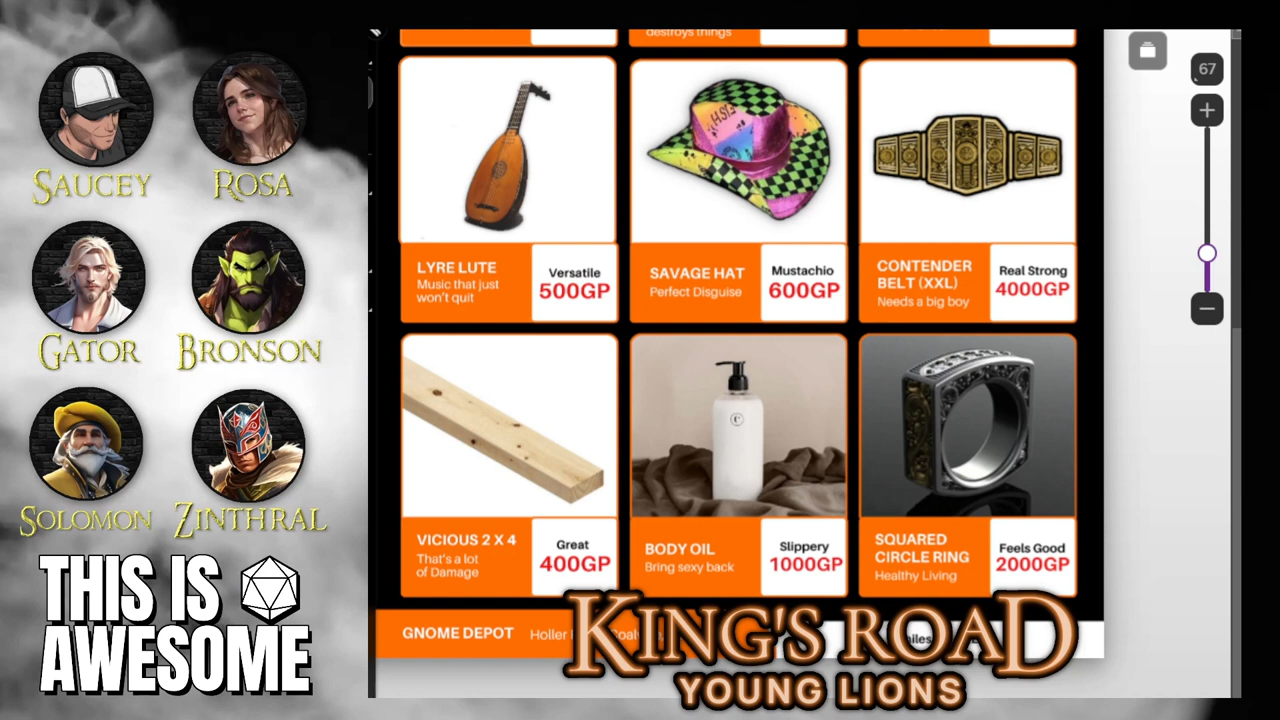 SAUCEY
ROSA
GATOR
BRONSON
SOLOMON
ZINTHRAL
THIS IS
AWESOME
destroys things
LYRE LUTE
Music that just
won't quit
Versatile
500GP
SAVAGE HAT
Perfect Disguise
Mustachio
600GP
CONTENDER
BELT (XXL)
Needs a big boy
Real Strong
4000GP
VICIOUS 2 X 4
That's a lot
of Damage
Great
400GP
BODY OIL
Bring sexy back
Slippery
1000GP
SQUARED
CIRCLE RING
Healthy Living
Feels Good
2000GP
GNOME DEPOT
Holler
KING'S ROAD
YOUNG LIONS
67